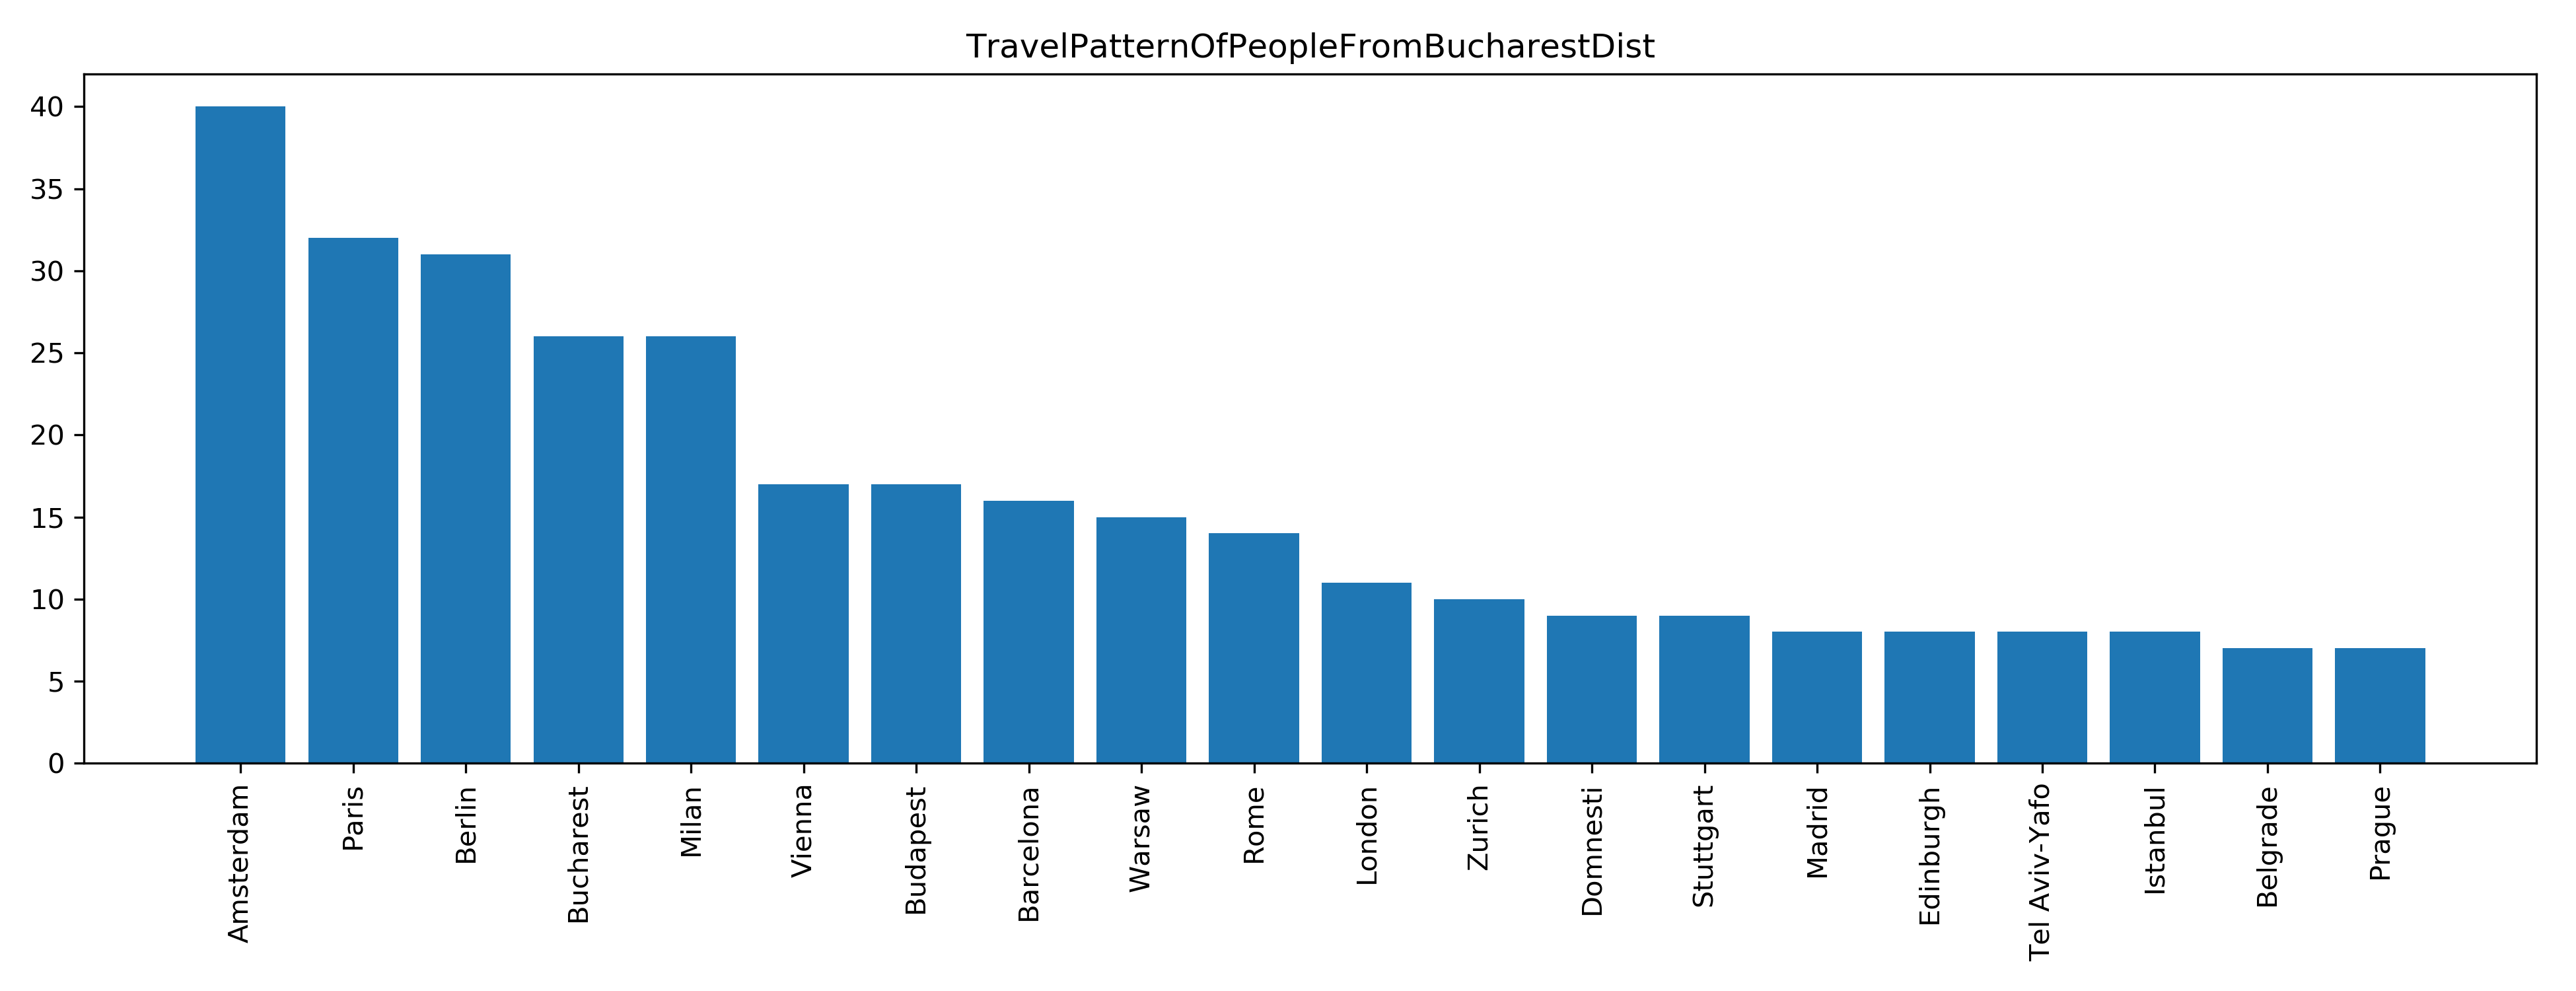 TravelPatternOfPeopleFromBucharestDist
40
35
30
25
20
15
10
5
0
Amsterdam
Paris
Berlin
Bucharest
Milan
Vienna
Budapest
Barcelona
Warsaw
Rome
London
Zurich
Domnesti
Stuttgart
Madrid
Edinburgh
Tel Aviv-Yafo
Istanbul
Belgrade
Prague